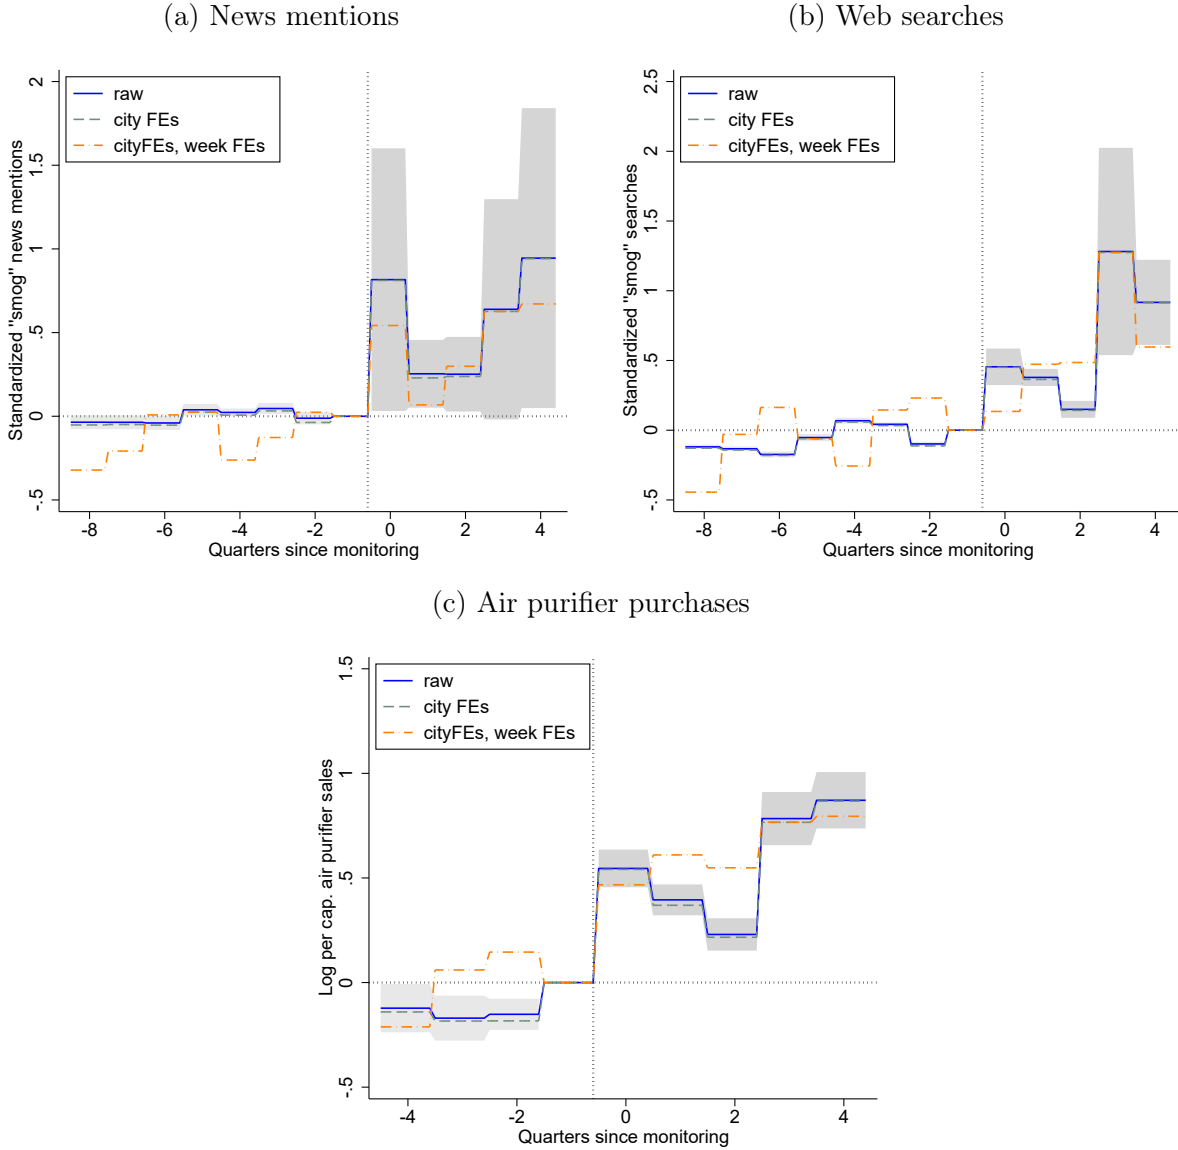 (a) News mentions
Standardized "smog" news mentions
2
1.5
1
.5
0
-.5
raw
city FEs
cityFEs, week FEs
-8 -6 -4 -2 0 2 4
Quarters since monitoring
(b) Web searches
Standardized "smog" searches
2.5
2
1.5
1
.5
0
-.5
raw
city FEs
cityFEs, week FEs
-8 -6 -4 -2 0 2 4
Quarters since monitoring
(c) Air purifier purchases
Log per cap. air purifier sales
1.5
1
.5
0
-.5
raw
city FEs
cityFEs, week FEs
-4 -2 0 2 4
Quarters since monitoring